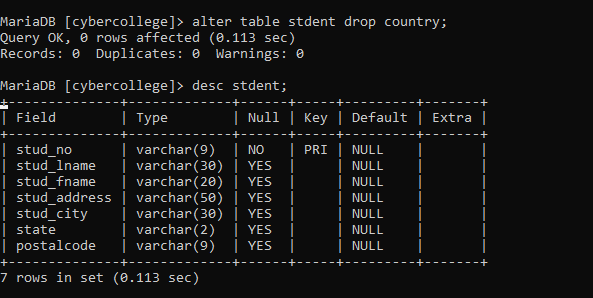 MariaDB [cybercollege]> alter table stdent drop country;
Query OK, 0 rows affected (0.113 sec)
Records: 0  Duplicates: 0  Warnings: 0
MariaDB [cybercollege]> desc stdent;
+--------------+-------------+------+-----+---------+-------+
| Field        | Type        | Null | Key | Default | Extra |
+--------------+-------------+------+-----+---------+-------+
| stud_no      | varchar(9)  | NO   | PRI | NULL    |       |
| stud_lname   | varchar(30) | YES  |     | NULL    |       |
| stud_fname   | varchar(20) | YES  |     | NULL    |       |
| stud_address | varchar(50) | YES  |     | NULL    |       |
| stud_city    | varchar(30) | YES  |     | NULL    |       |
| state        | varchar(2)  | YES  |     | NULL    |       |
| postalcode   | varchar(9)  | YES  |     | NULL    |       |
+--------------+-------------+------+-----+---------+-------+
7 rows in set (0.113 sec)